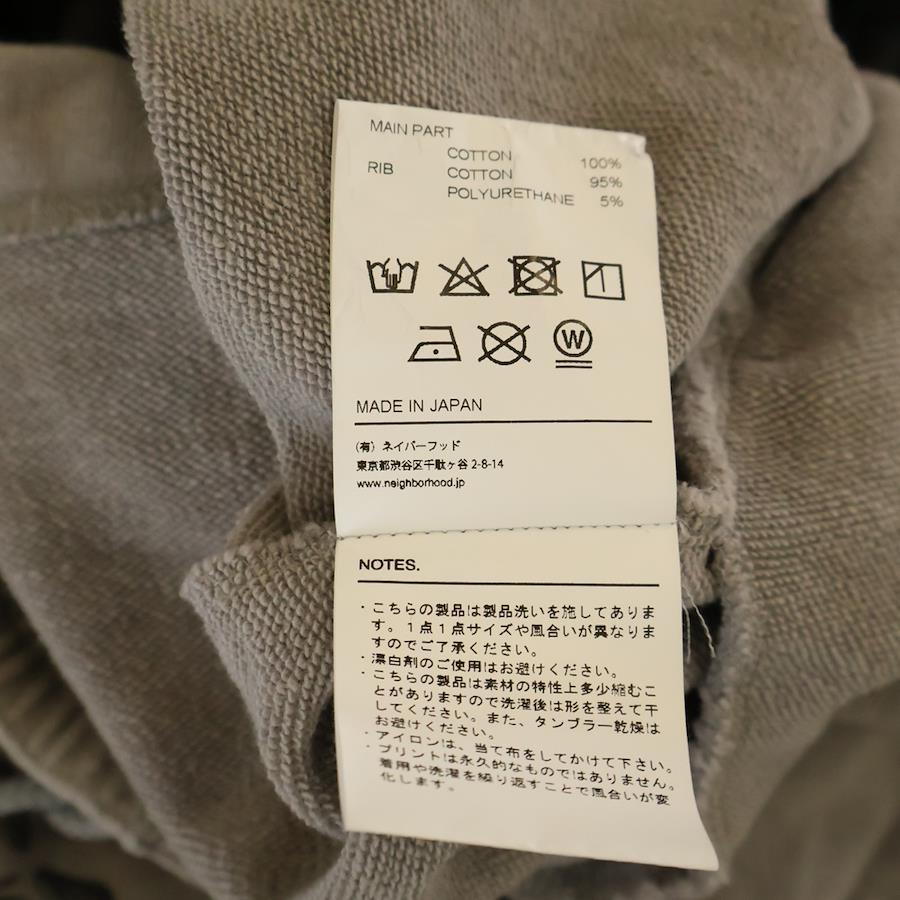 MAIN PART
COTTON 100%
RIB COTTON 95%
POLYURETHANE 5%
W
MADE IN JAPAN
(有) ネイバーフッド
東京都渋谷区千駄ヶ谷 2-8-14
www.neighborhood.jp
NOTES.
・こちらの製品は製品洗いを施してありま
す。1点1点サイズや風合いが異なりま
すのでご了承ください。
・漂白剤のご使用はお避けください。
・こちらの製品は素材の特性上多少縮むこ
とがありますので洗濯後は形を整えて干
してください。また、タンブラー乾燥は
お避けください。
・アイロンは、当て布をしてかけて下さい。
・プリントは永久的なものではありません。
着用や洗濯を繰り返すことで風合いが変
化します。